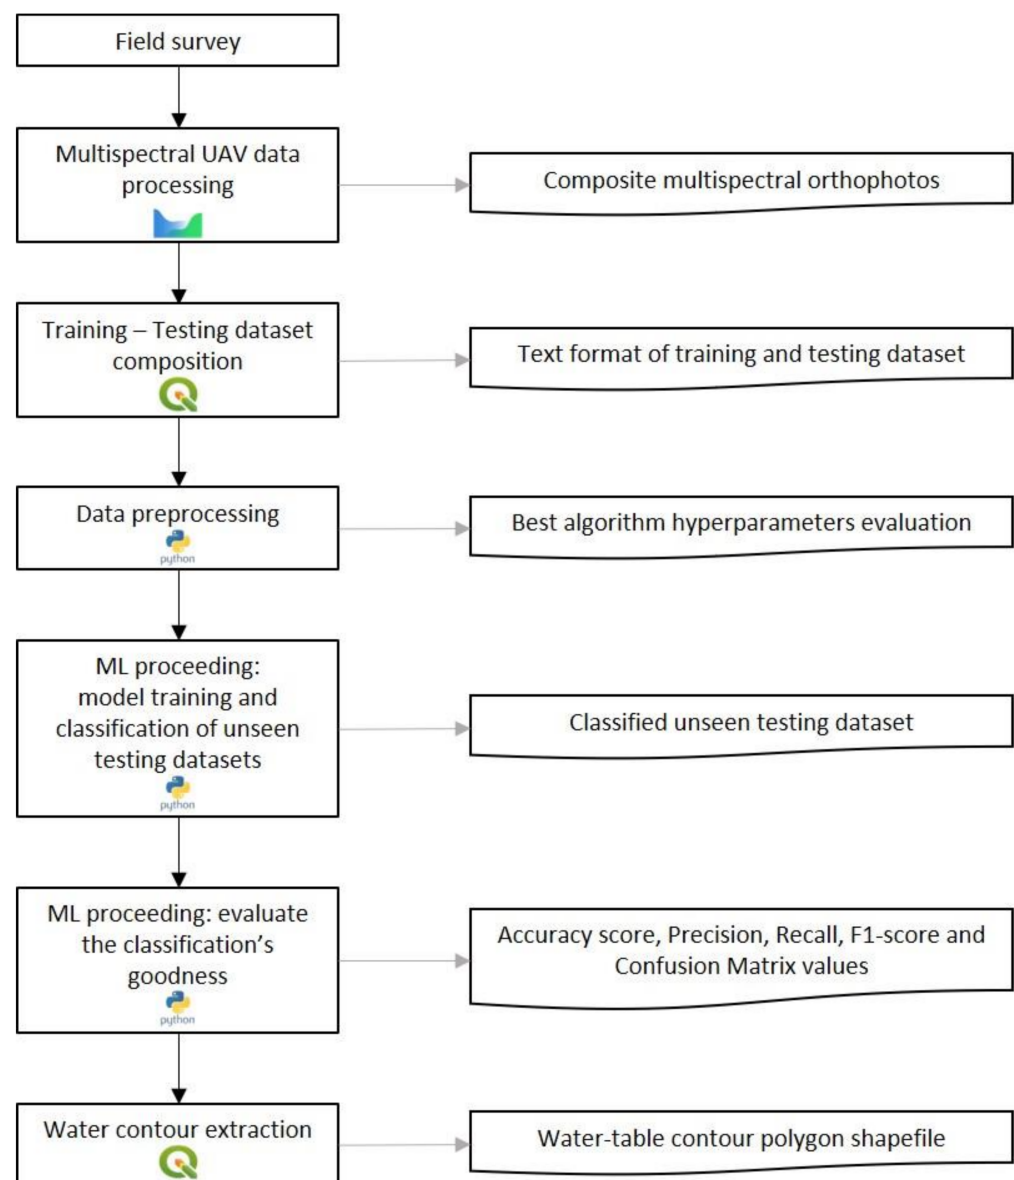 Field survey
Multispectral UAV data
processing
Composite multispectral orthophotos
Training – Testing dataset
composition
Text format of training and testing dataset
Data preprocessing
python
Best algorithm hyperparameters evaluation
ML proceeding:
model training and
classification of unseen
testing datasets
python
Classified unseen testing dataset
ML proceeding: evaluate
the classification's
goodness
python
Accuracy score, Precision, Recall, F1-score and
Confusion Matrix values
Water contour extraction
Water-table contour polygon shapefile